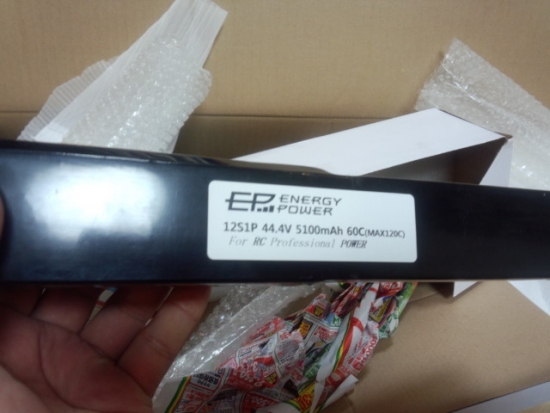 EP ENERGY
POWER
12S1P 44.4V 5100mAh 60C(MAX120C)
For RC Professional POWER